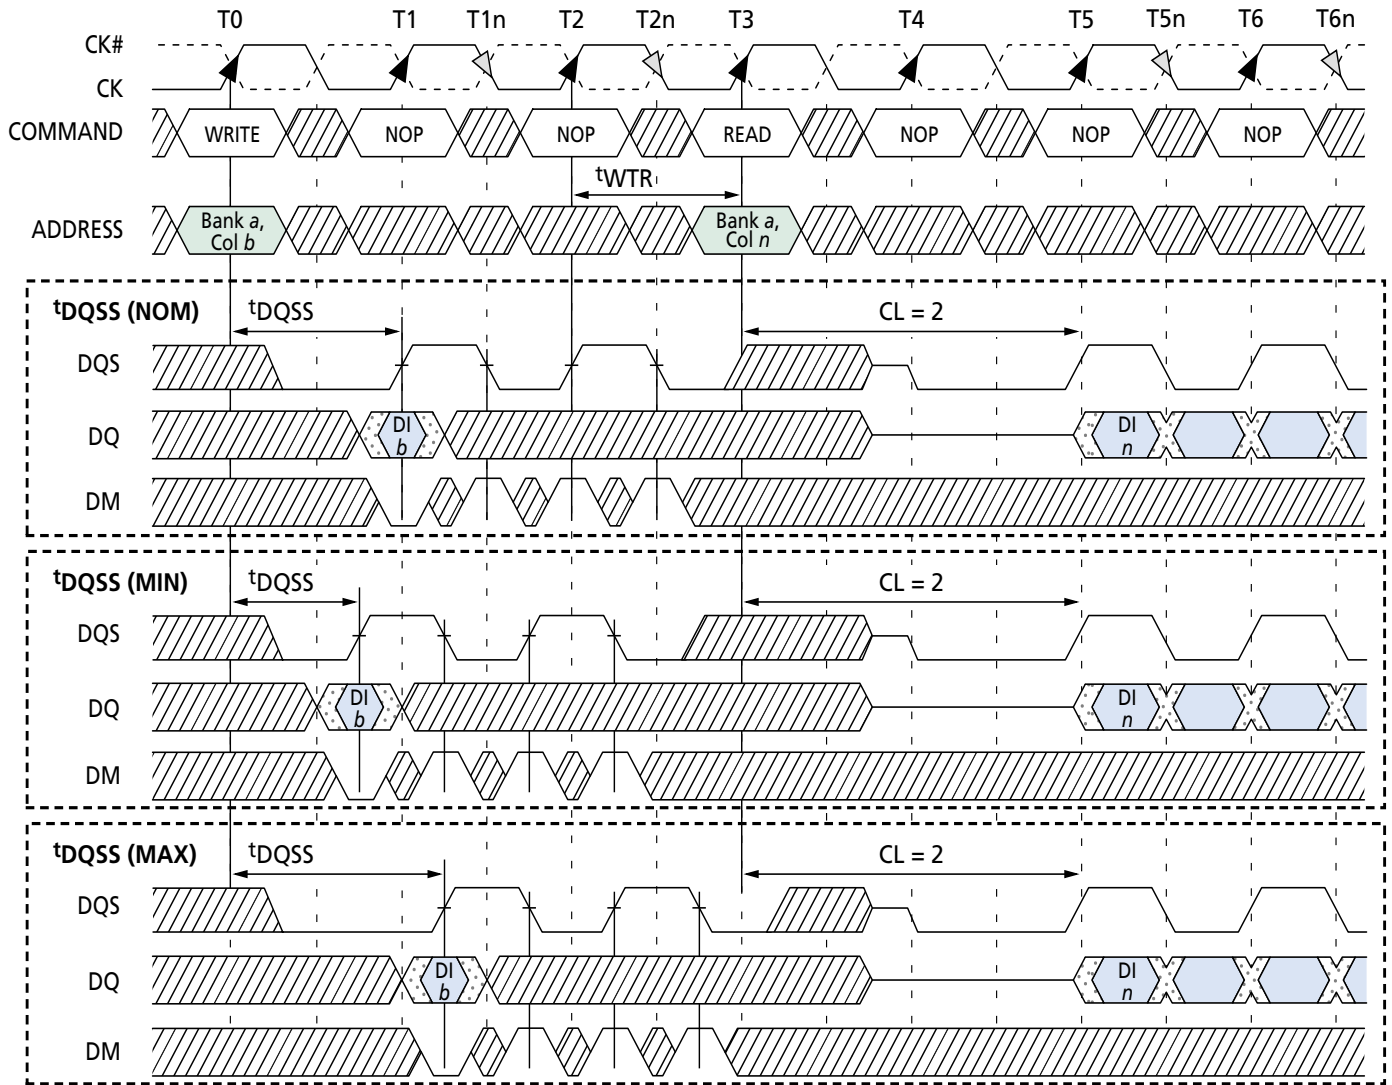 T0 T1 T1n T2 T2n T3 T4 T5 T5n T6 T6n
CK#
CK
COMMAND WRITE NOP NOP READ NOP NOP NOP
tWTR
ADDRESS Bank a, Col b Bank a, Col n
tDQSS (NOM) tDQSS CL = 2
DQS
DQ DI b DI n
DM
tDQSS (MIN) tDQSS CL = 2
DQS
DQ DI b DI n
DM
tDQSS (MAX) tDQSS CL = 2
DQS
DQ DI b DI n
DM